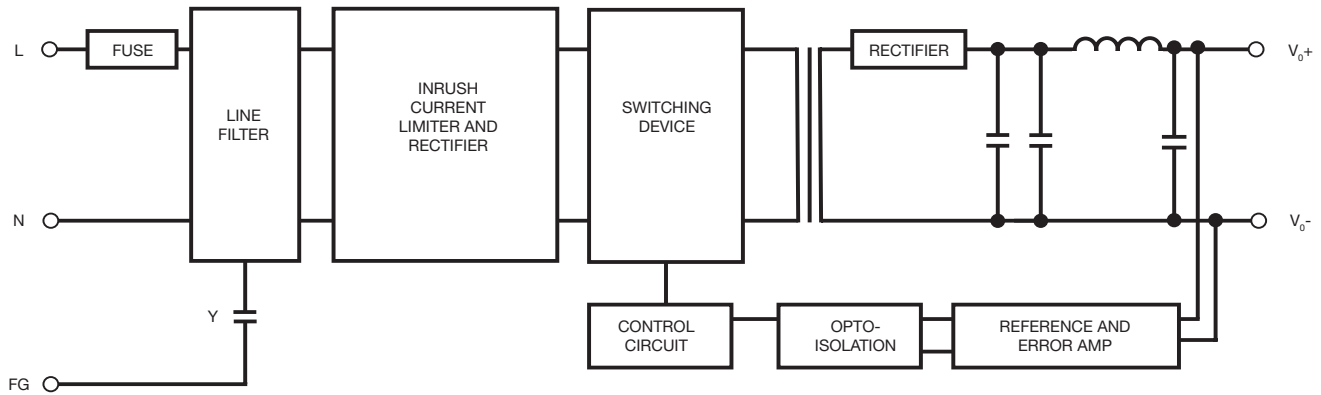 L
FUSE
RECTIFIER
V₀+
INRUSH
CURRENT
LIMITER AND
RECTIFIER
LINE
FILTER
SWITCHING
DEVICE
N
V₀-
Y
CONTROL
CIRCUIT
OPTO-
ISOLATION
REFERENCE AND
ERROR AMP
FG